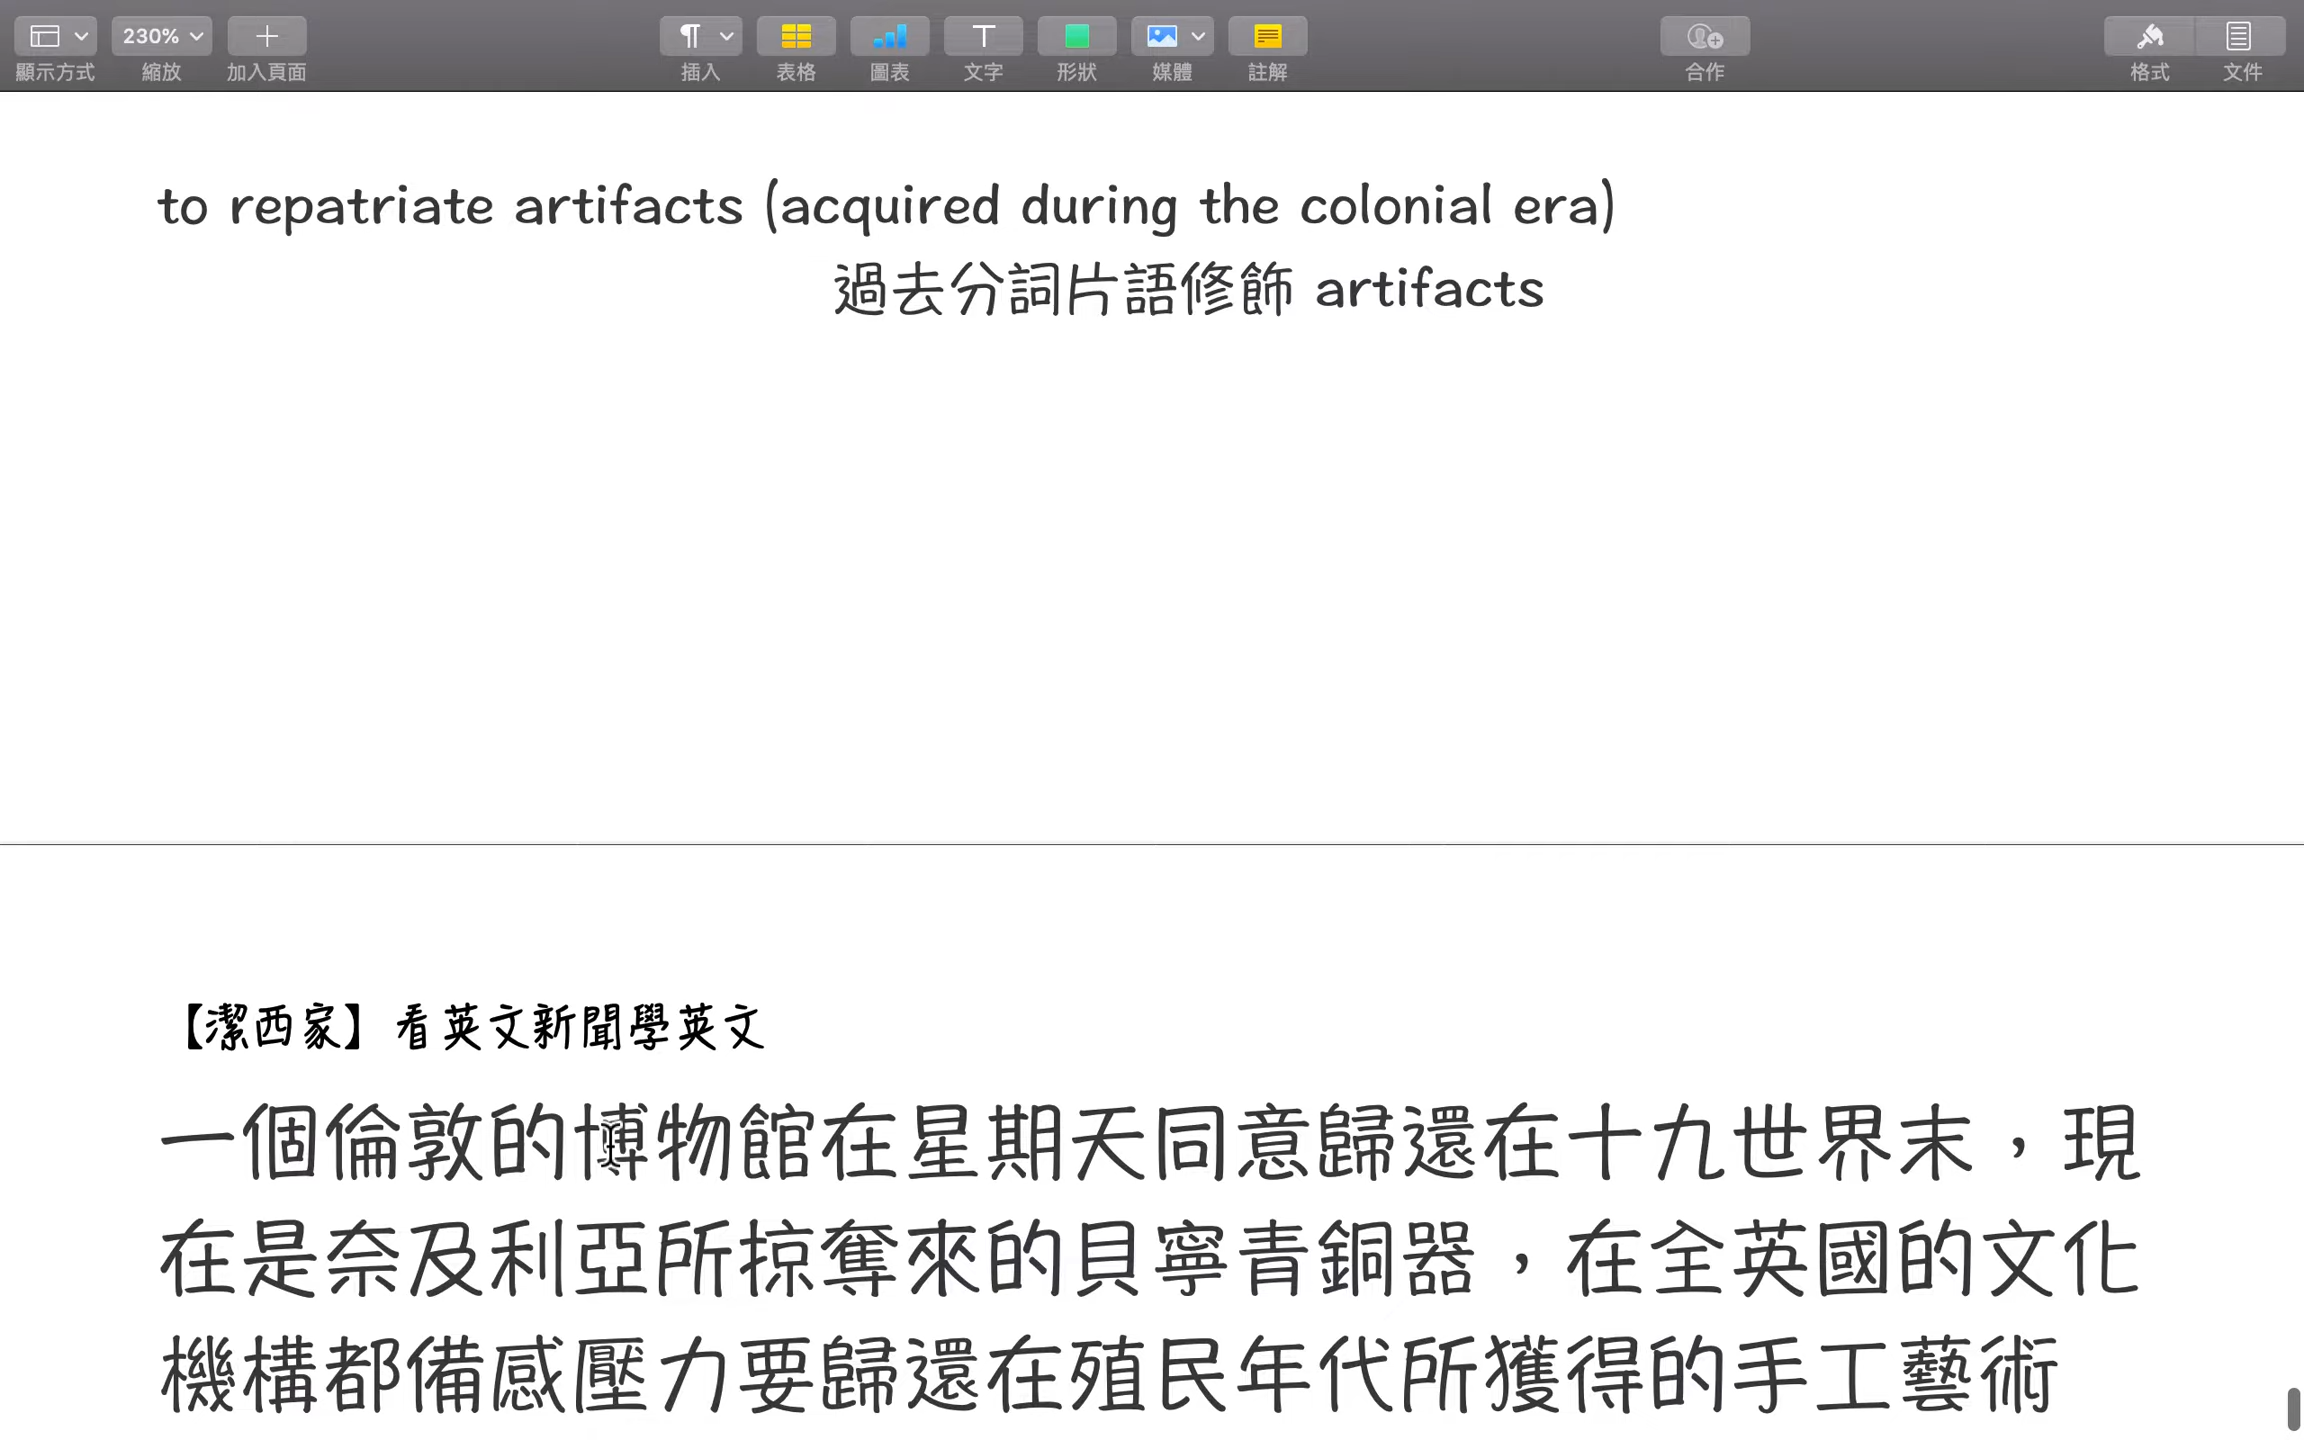 230%
顯示方式 縮放 加入頁面 插入 表格 圖表 文字 形狀 媒體 註解 合作 格式 文件
to repatriate artifacts (acquired during the colonial era)
過去分詞片語修飾 artifacts
【潔西家】看英文新聞學英文
一個倫敦的博物館在星期天同意歸還在十九世界末，現
在是奈及利亞所掠奪來的貝寧青銅器，在全英國的文化
機構都備感壓力要歸還在殖民年代所獲得的手工藝術